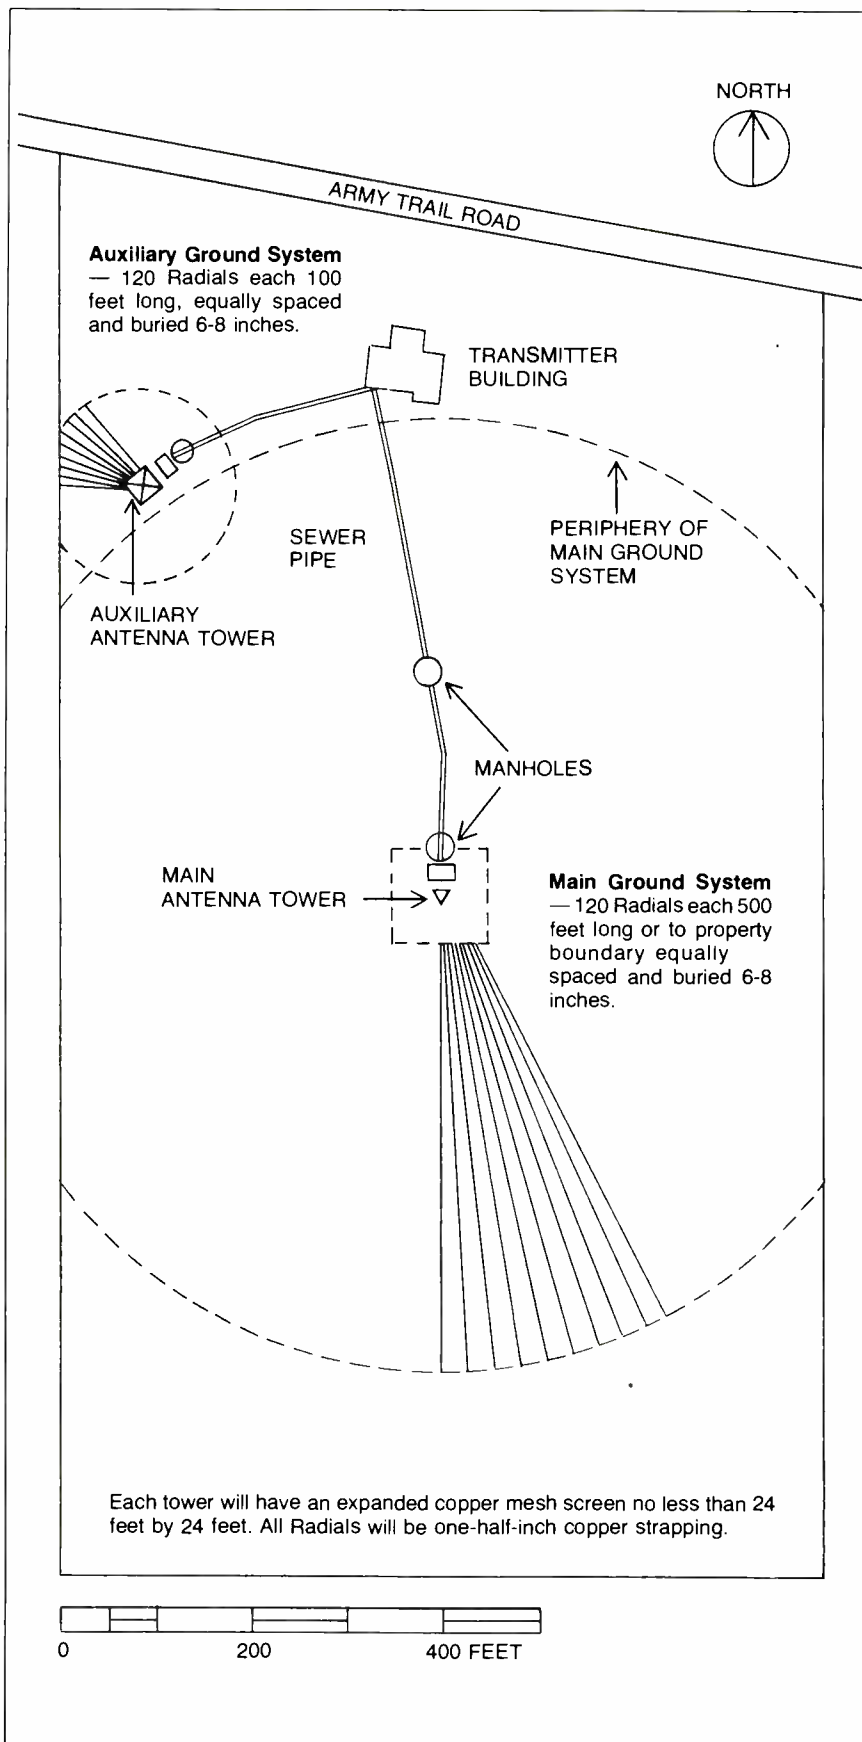 NORTH
ARMY TRAIL ROAD
Auxiliary Ground System
— 120 Radials each 100
feet long, equally spaced
and buried 6-8 inches.
TRANSMITTER
BUILDING
SEWER
PIPE
PERIPHERY OF
MAIN GROUND
SYSTEM
AUXILIARY
ANTENNA TOWER
MANHOLES
MAIN
ANTENNA TOWER
Main Ground System
— 120 Radials each 500
feet long or to property
boundary equally
spaced and buried 6-8
inches.
Each tower will have an expanded copper mesh screen no less than 24
feet by 24 feet. All Radials will be one-half-inch copper strapping.
0 200 400 FEET